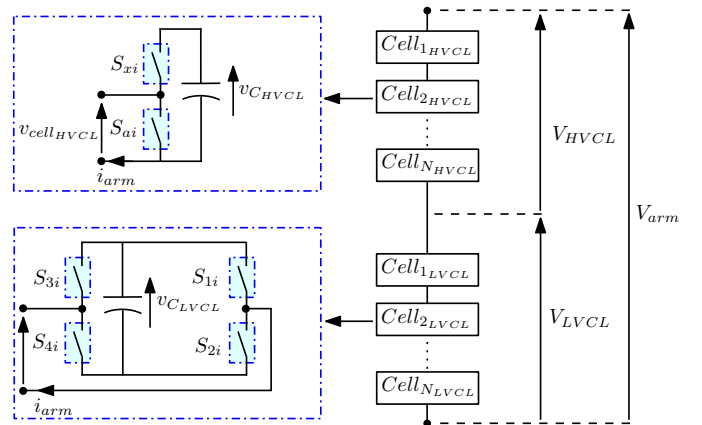 S_{xi}
v_{C_{HVCL}}
S_{ai}
v_{cell_{HVCL}}
i_{arm}
Cell_{1_{HVCL}}
Cell_{2_{HVCL}}
Cell_{N_{HVCL}}
V_{HVCL}
V_{arm}
S_{3i}
S_{1i}
v_{C_{LVCL}}
S_{4i}
S_{2i}
i_{arm}
Cell_{1_{LVCL}}
Cell_{2_{LVCL}}
Cell_{N_{LVCL}}
V_{LVCL}